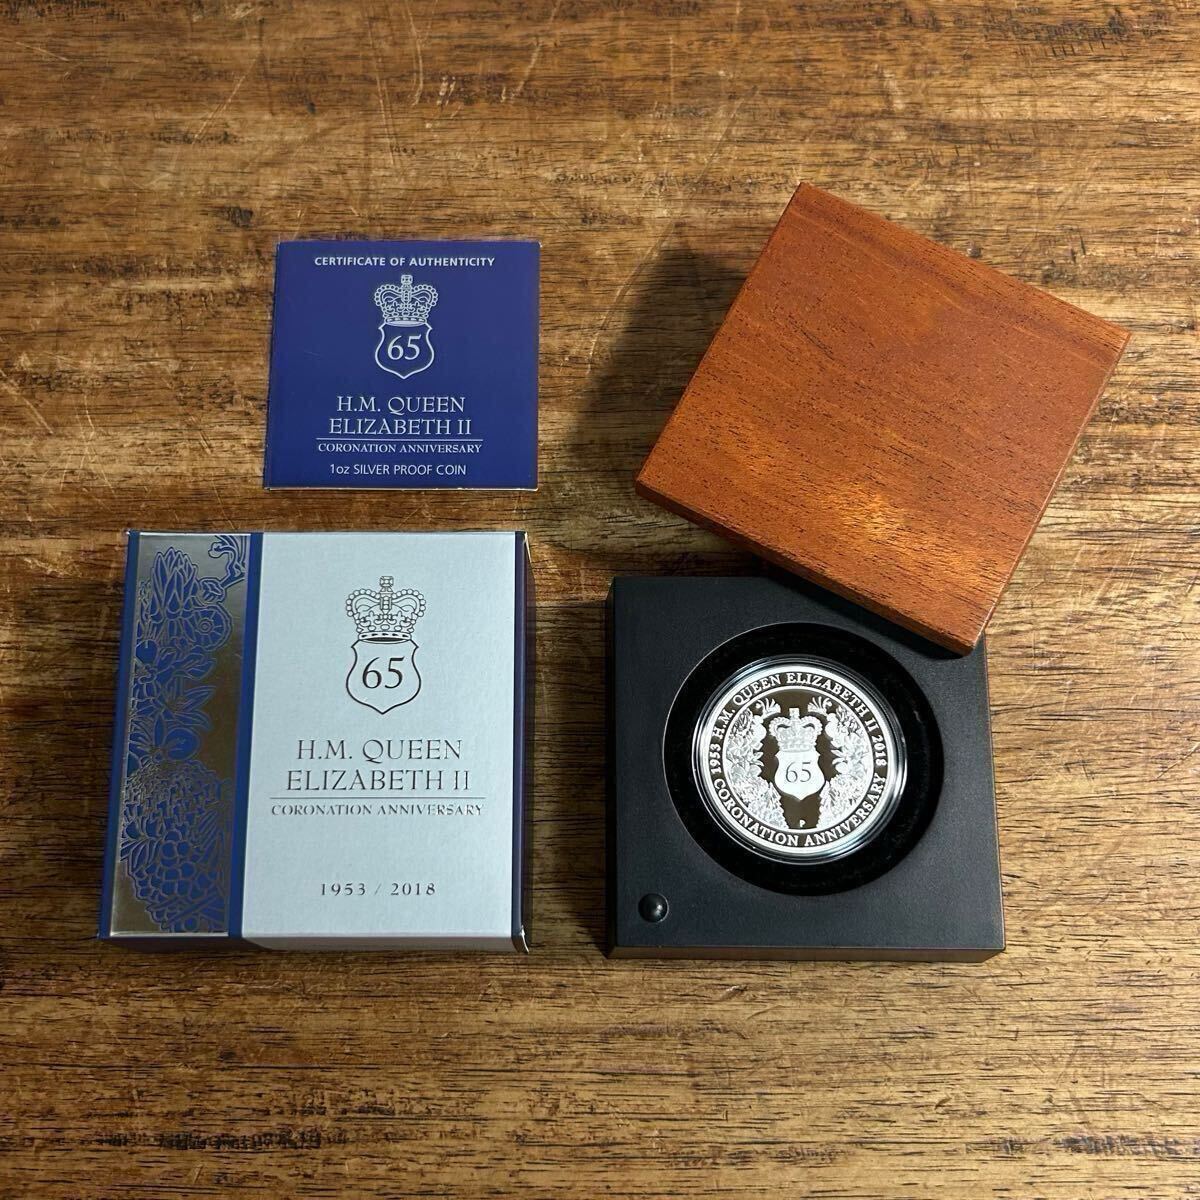 CERTIFICATE OF AUTHENTICITY
65
H.M. QUEEN
ELIZABETH II
CORONATION ANNIVERSARY
1oz SILVER PROOF COIN
65
H.M. QUEEN
ELIZABETH II
CORONATION ANNIVERSARY
1953 / 2018
1953 H.M. QUEEN ELIZABETH II 2018
65
P
CORONATION ANNIVERSARY